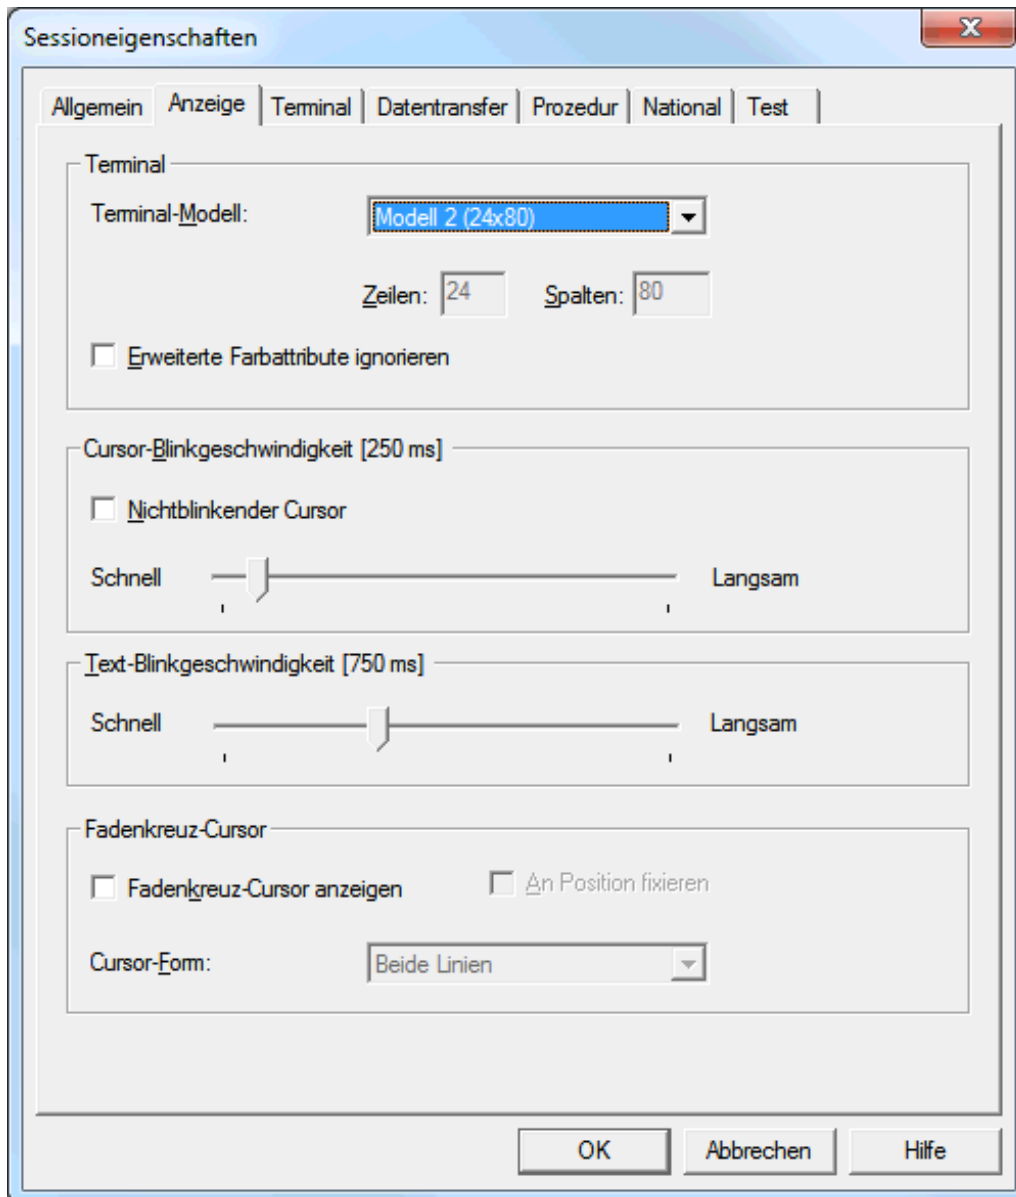 Sessioneigenschaften
Allgemein Anzeige Terminal Datentransfer Prozedur National Test
Terminal
Terminal-Modell: Modell 2 (24x80)
Zeilen: 24 Spalten: 80
Erweiterte Farbattribute ignorieren
Cursor-Blinkgeschwindigkeit [250 ms]
Nichtblinkender Cursor
Schnell Langsam
Text-Blinkgeschwindigkeit [750 ms]
Schnell Langsam
Fadenkreuz-Cursor
Fadenkreuz-Cursor anzeigen An Position fixieren
Cursor-Form: Beide Linien
OK Abbrechen Hilfe